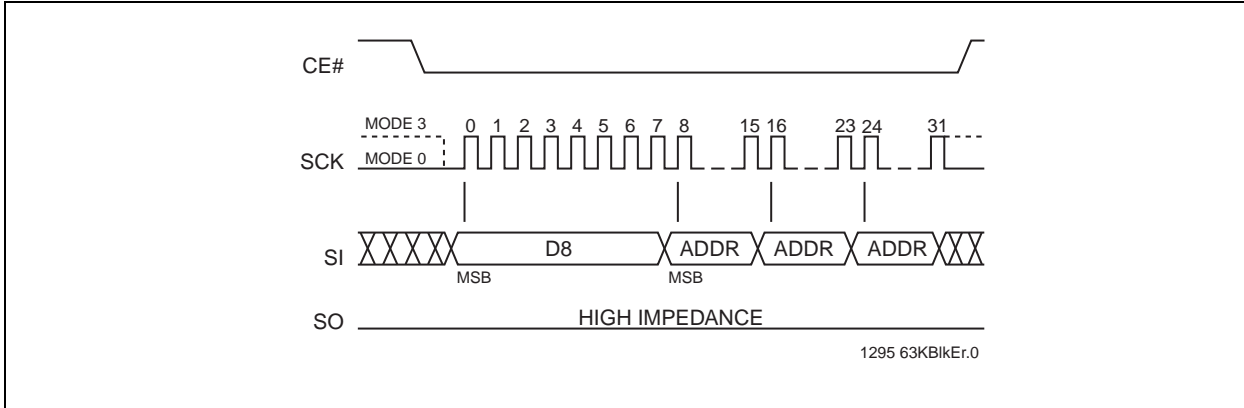 CE#
MODE 3
0 1 2 3 4 5 6 7 8 15 16 23 24 31
SCK
MODE 0
SI
D8 ADDR ADDR ADDR
MSB MSB
SO
HIGH IMPEDANCE
1295 63KBlkEr.0